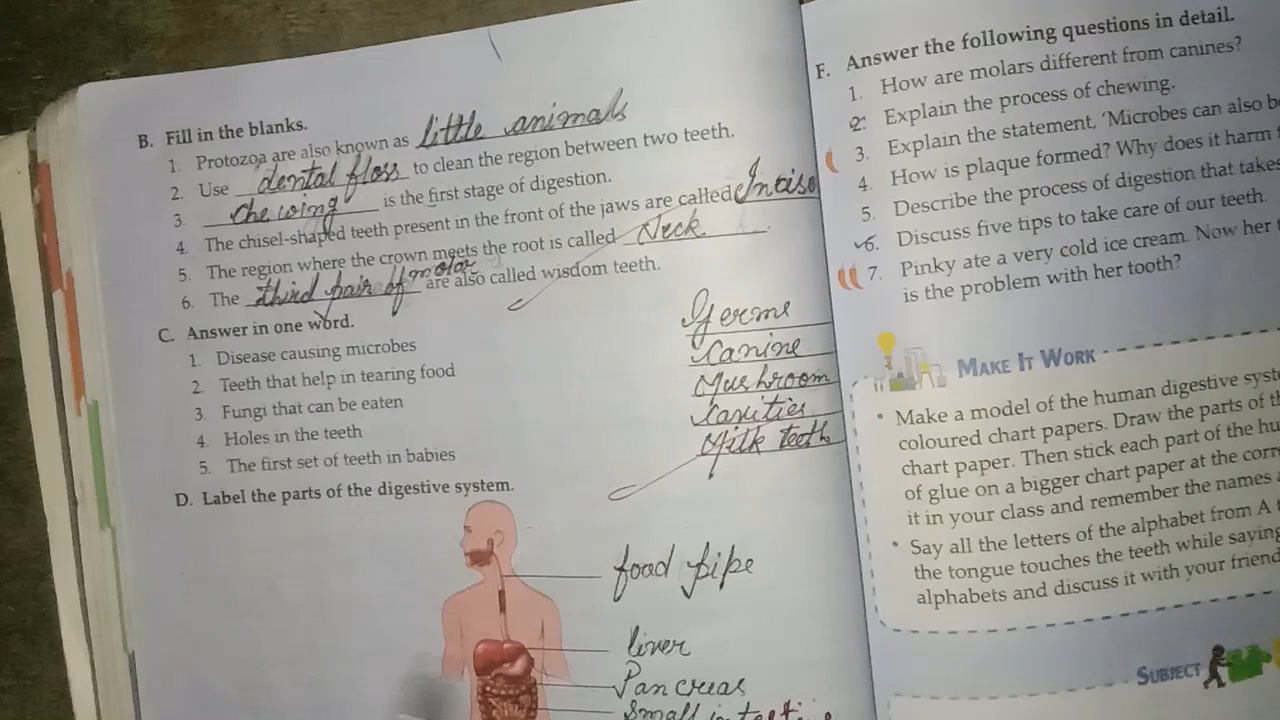 B. Fill in the blanks.
1. Protozoa are also known as little animals
2. Use dental floss to clean the region between two teeth.
3. chewing is the first stage of digestion.
4. The chisel-shaped teeth present in the front of the jaws are called Inciso
5. The region where the crown meets the root is called Neck.
6. The third pair of molar are also called wisdom teeth.
C. Answer in one word.
1. Disease causing microbes Germs
2. Teeth that help in tearing food Canine
3. Fungi that can be eaten Mushroom
4. Holes in the teeth Cavities
5. The first set of teeth in babies Milk teeth
D. Label the parts of the digestive system.
food pipe
liver
Pancreas
Small intesti
F. Answer the following questions in detail.
1. How are molars different from canines?
2. Explain the process of chewing.
3. Explain the statement, 'Microbes can also b
4. How is plaque formed? Why does it harm
5. Describe the process of digestion that takes
6. Discuss five tips to take care of our teeth.
7. Pinky ate a very cold ice cream. Now her
is the problem with her tooth?
MAKE IT WORK
• Make a model of the human digestive syst
coloured chart papers. Draw the parts of th
chart paper. Then stick each part of the hu
of glue on a bigger chart paper at the corr
it in your class and remember the names
• Say all the letters of the alphabet from A
the tongue touches the teeth while saying
alphabets and discuss it with your friend
SUBJECT